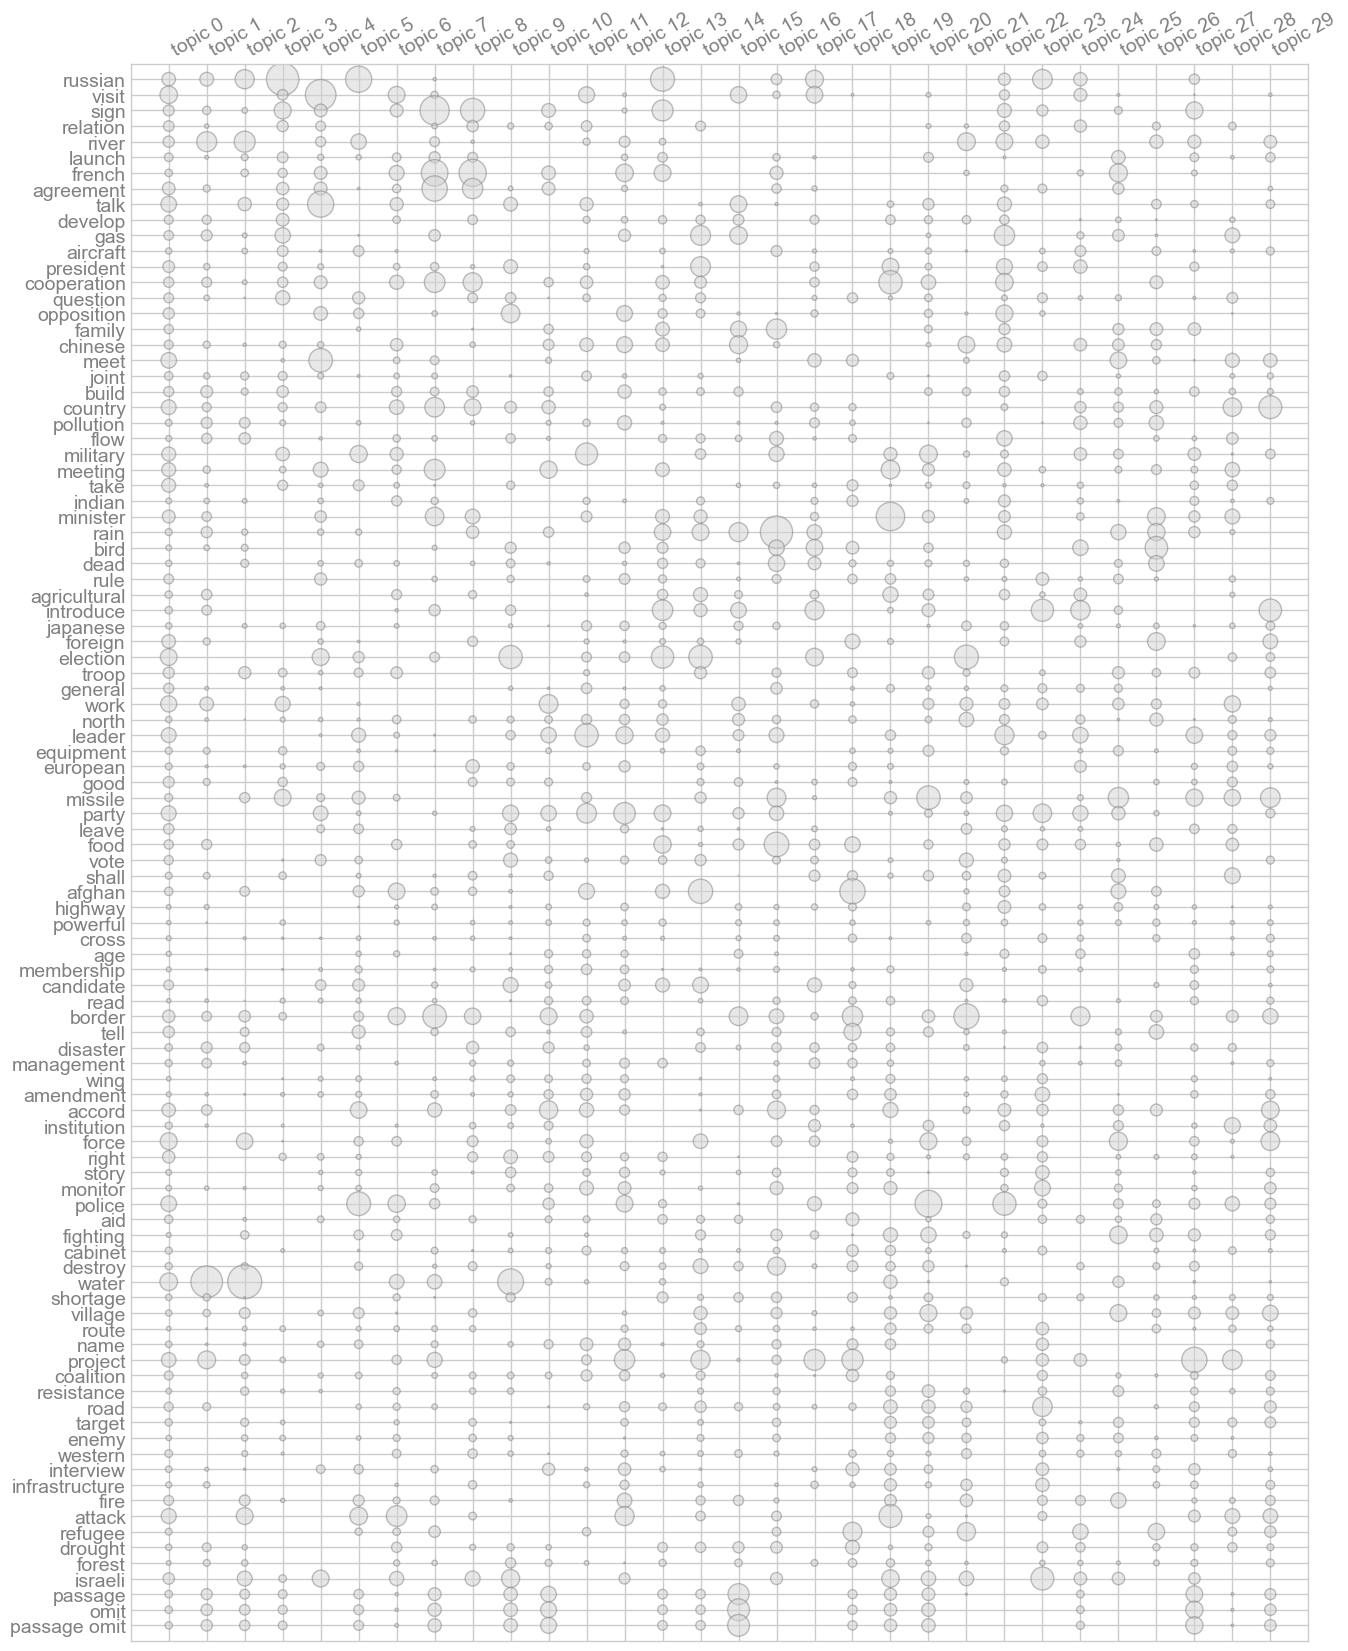 topic 0 topic 1 topic 2 topic 3 topic 4 topic 5 topic 6 topic 7 topic 8 topic 9 topic 10 topic 11 topic 12 topic 13 topic 14 topic 15 topic 16 topic 17 topic 18 topic 19 topic 20 topic 21 topic 22 topic 23 topic 24 topic 25 topic 26 topic 27 topic 28 topic 29
russian
visit
sign
relation
river
launch
french
agreement
talk
develop
gas
aircraft
president
cooperation
question
opposition
family
chinese
meet
joint
build
country
pollution
flow
military
meeting
take
indian
minister
rain
bird
dead
rule
agricultural
introduce
japanese
foreign
election
troop
general
work
north
leader
equipment
european
good
missile
party
leave
food
vote
shall
afghan
highway
powerful
cross
age
membership
candidate
read
border
tell
disaster
management
wing
amendment
accord
institution
force
right
story
monitor
police
aid
fighting
cabinet
destroy
water
shortage
village
route
name
project
coalition
resistance
road
target
enemy
western
interview
infrastructure
fire
attack
refugee
drought
forest
israeli
passage
omit
passage omit